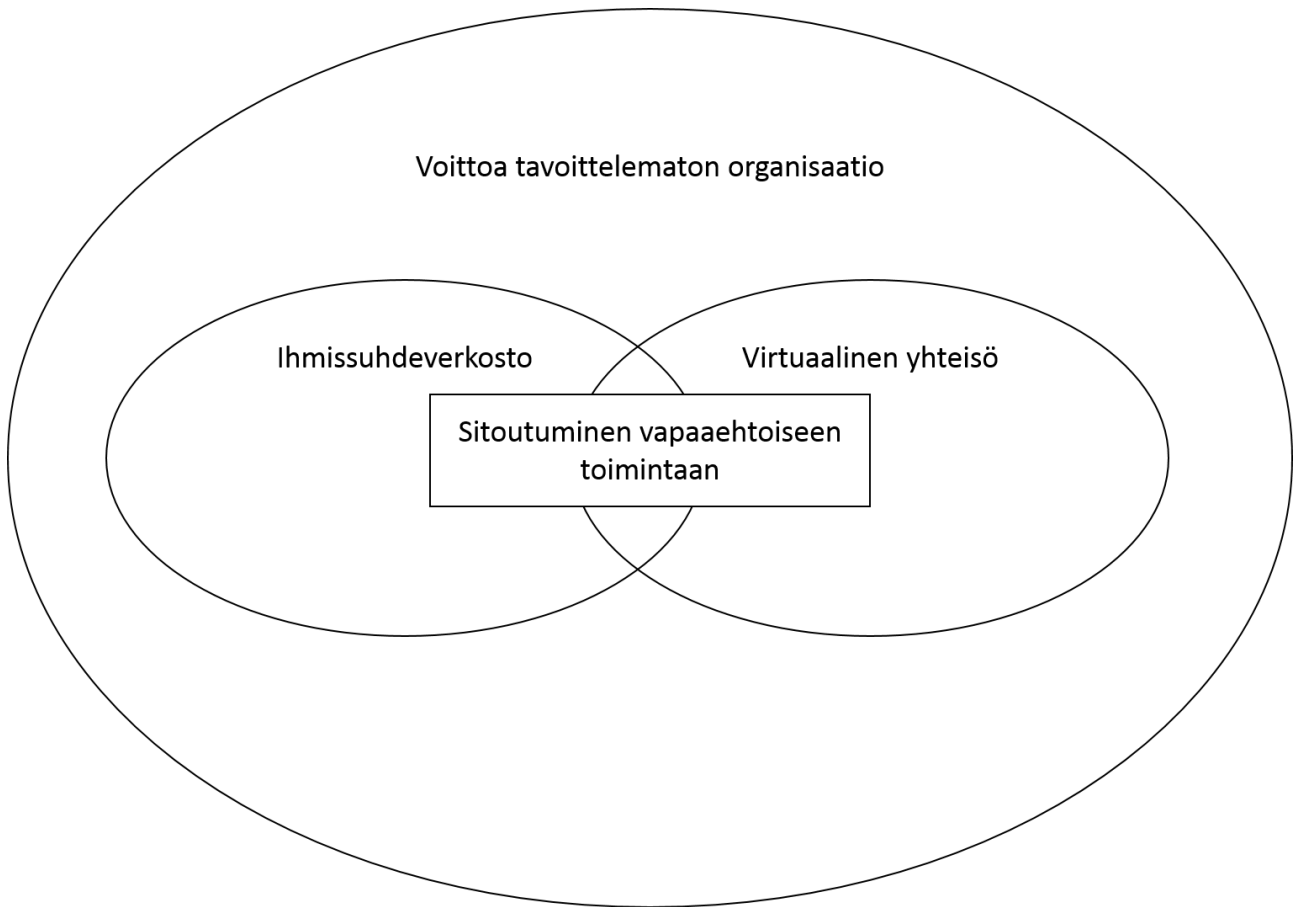 Voittoa tavoittelematon organisaatio
Ihmissuhdeverkosto
Virtuaalinen yhteisö
Sitoutuminen vapaaehtoiseen
toimintaan